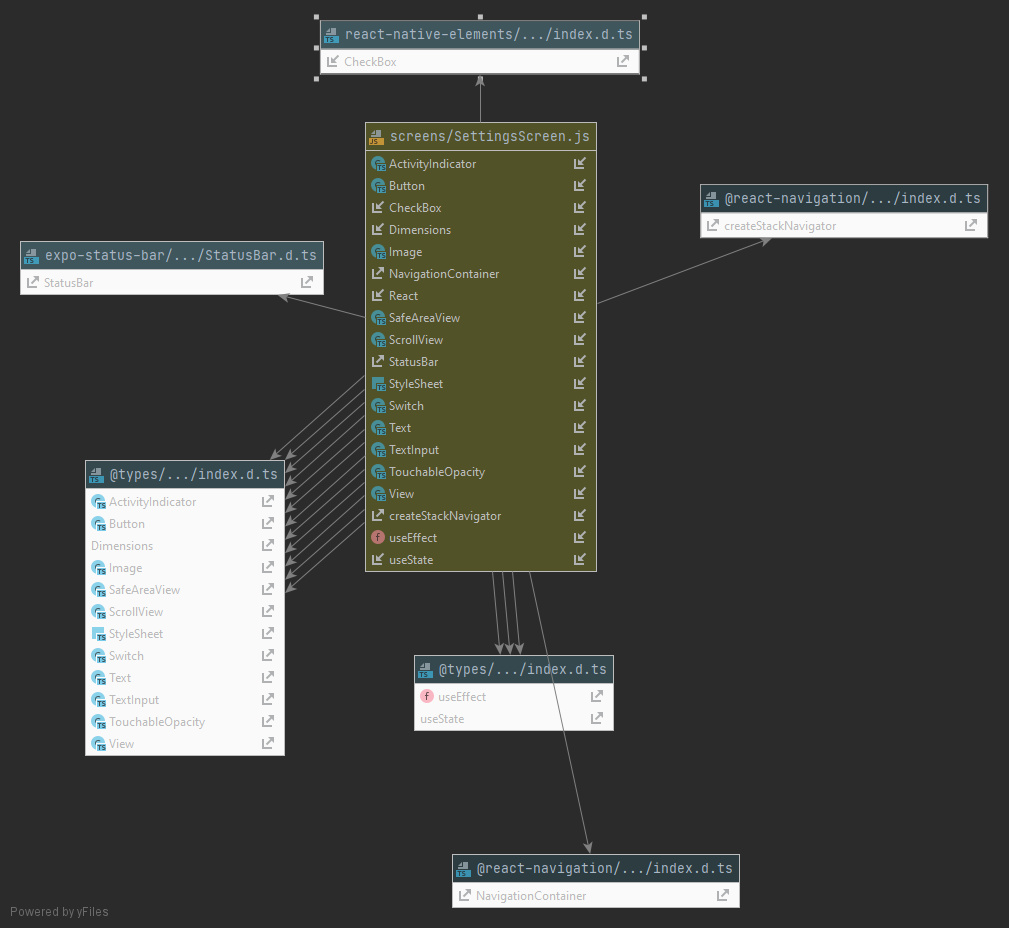 react-native-elements/.../index.d.ts
CheckBox
screens/SettingsScreen.js
ActivityIndicator
Button
CheckBox
Dimensions
Image
NavigationContainer
React
SafeAreaView
ScrollView
StatusBar
StyleSheet
Switch
Text
TextInput
TouchableOpacity
View
createStackNavigator
useEffect
useState
@react-navigation/.../index.d.ts
createStackNavigator
expo-status-bar/.../StatusBar.d.ts
StatusBar
@types/.../index.d.ts
ActivityIndicator
Button
Dimensions
Image
SafeAreaView
ScrollView
StyleSheet
Switch
Text
TextInput
TouchableOpacity
View
@types/.../index.d.ts
useEffect
useState
@react-navigation/.../index.d.ts
NavigationContainer
Powered by yFiles